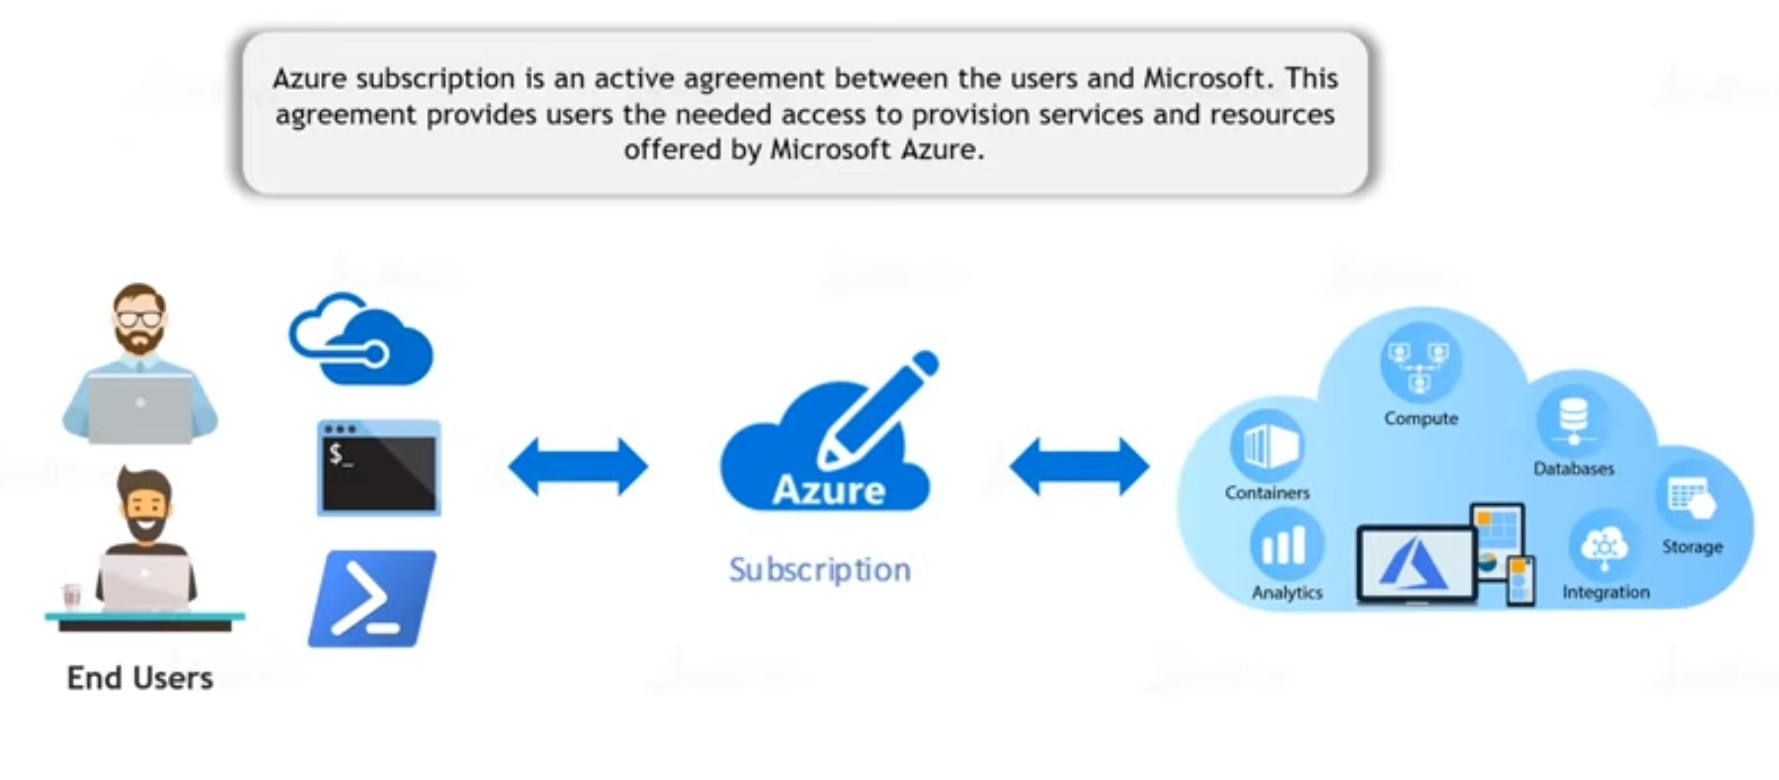 Azure subscription is an active agreement between the users and Microsoft. This
agreement provides users the needed access to provision services and resources
offered by Microsoft Azure.
$_
Azure
Subscription
End Users
Compute
Databases
Containers
Storage
Analytics
Integration